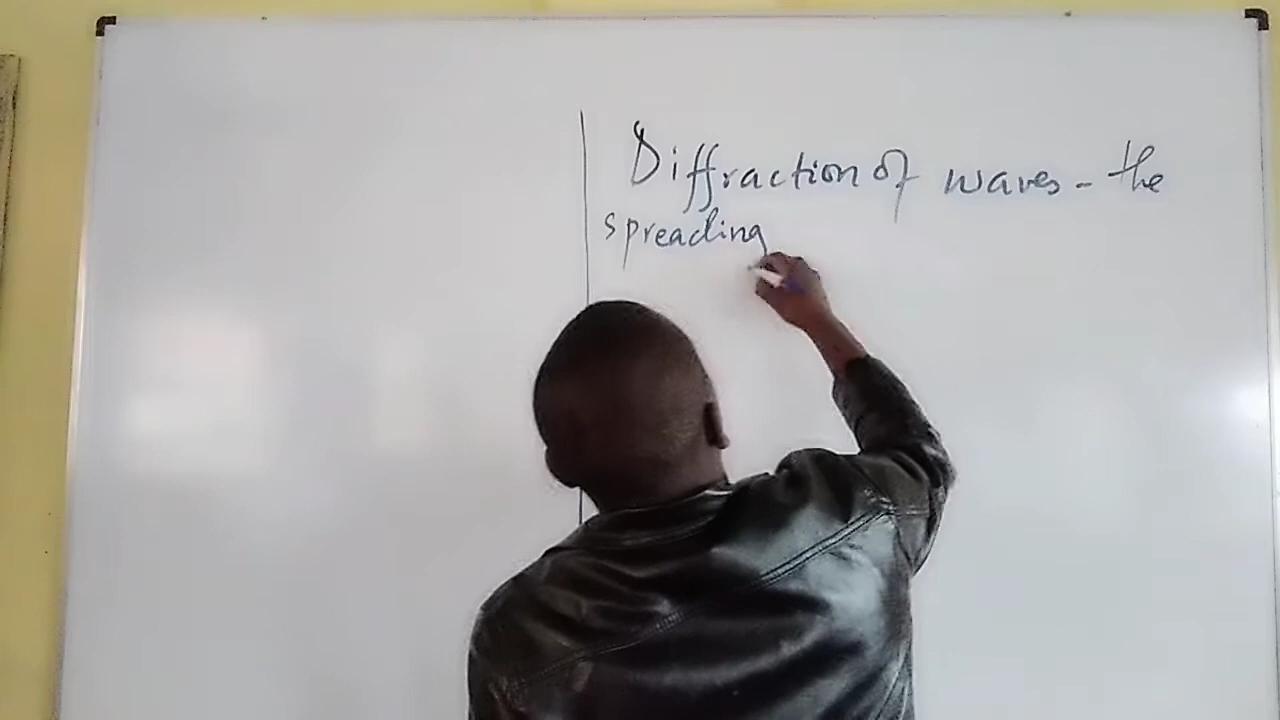 Diffraction of waves - the
spreading